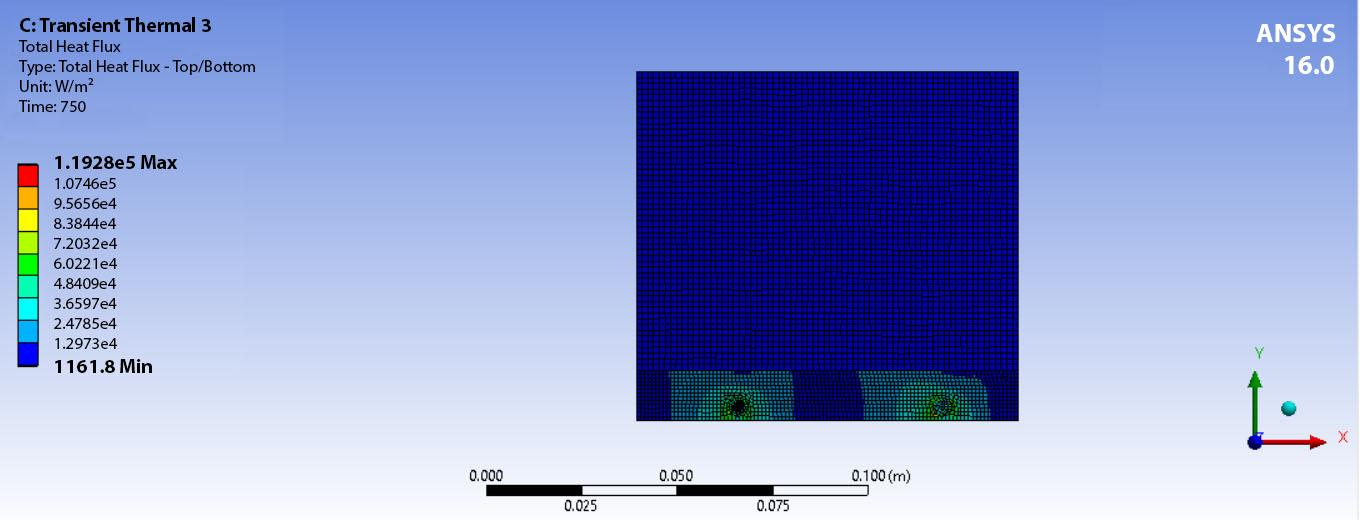 C: Transient Thermal 3
Total Heat Flux
Type: Total Heat Flux - Top/Bottom
Unit: W/m²
Time: 750
ANSYS
16.0
1.1928e5 Max
1.0746e5
9.5656e4
8.3844e4
7.2032e4
6.0221e4
4.8409e4
3.6597e4
2.4785e4
1.2973e4
1161.8 Min
Y
X
Z
0.000 0.050 0.100 (m)
0.025 0.075